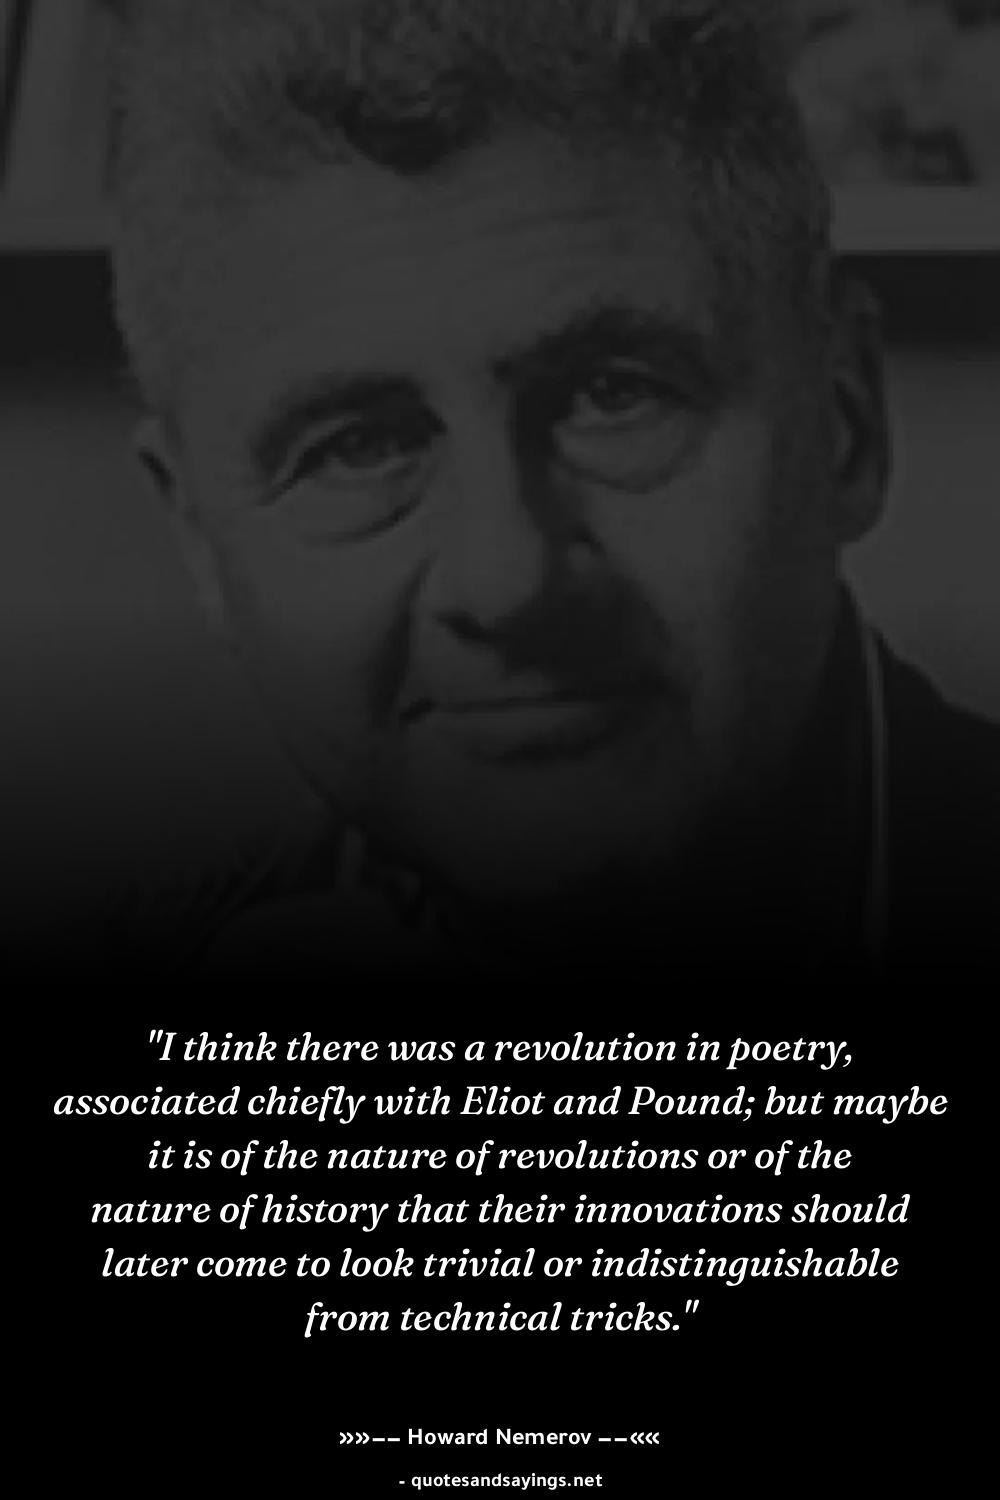 "I think there was a revolution in poetry,
associated chiefly with Eliot and Pound; but maybe
it is of the nature of revolutions or of the
nature of history that their innovations should
later come to look trivial or indistinguishable
from technical tricks."
»»−− Howard Nemerov −−««
- quotesandsayings.net